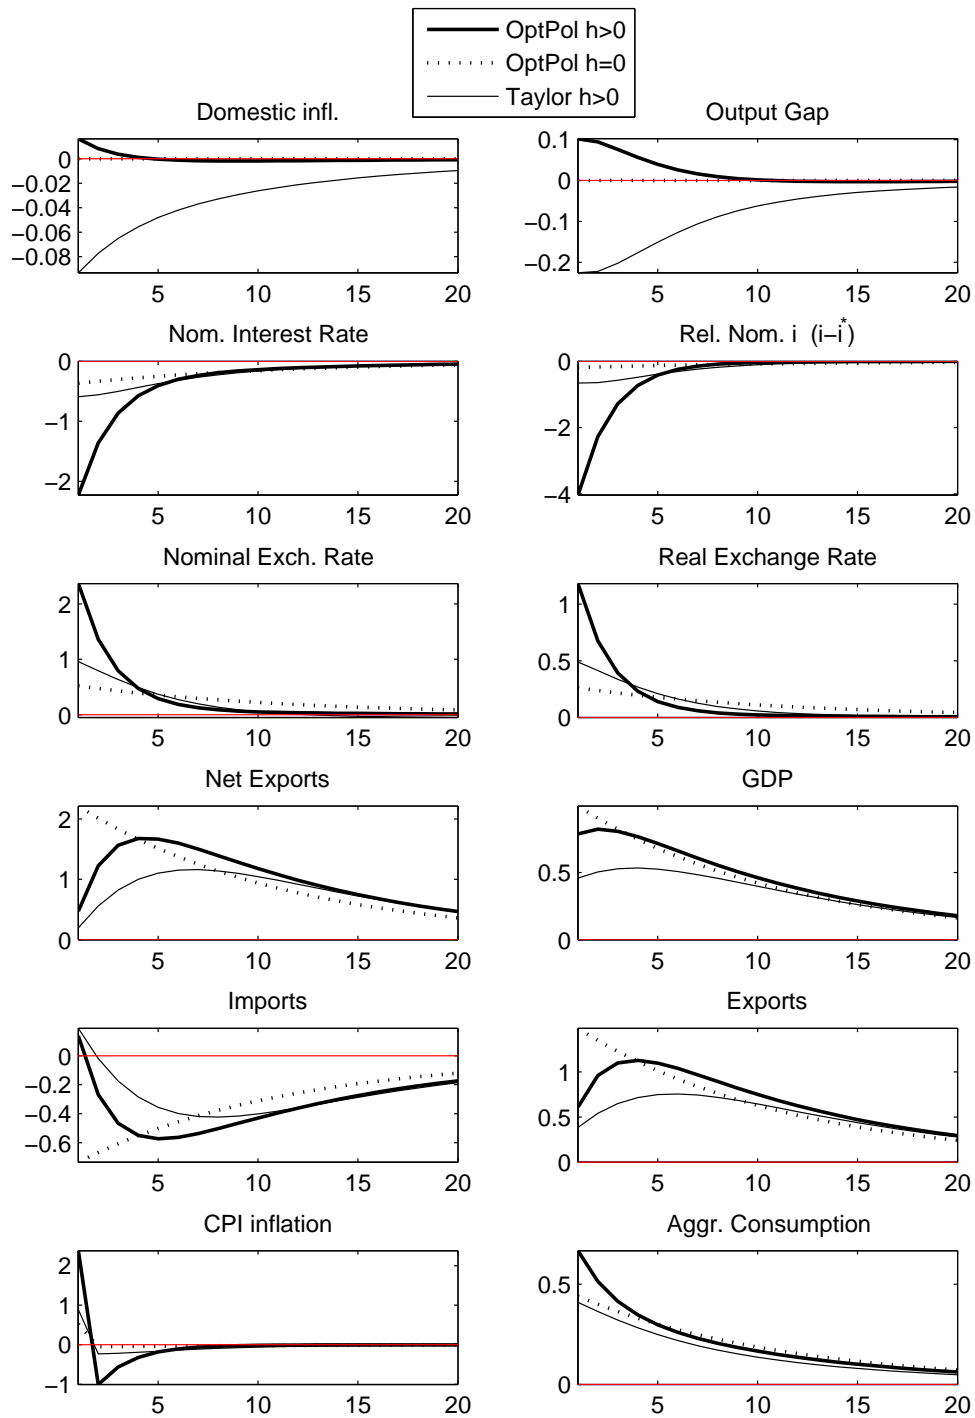 OptPol h>0
OptPol h=0
Taylor h>0
Domestic infl.
0
−0.02
−0.04
−0.06
−0.08
5 10 15 20
Output Gap
0.1
0
−0.1
−0.2
5 10 15 20
Nom. Interest Rate
0
−1
−2
5 10 15 20
Rel. Nom. i (i−i*)
0
−2
−4
5 10 15 20
Nominal Exch. Rate
2
1
0
5 10 15 20
Real Exchange Rate
1
0.5
0
5 10 15 20
Net Exports
2
1
0
5 10 15 20
GDP
0.5
0
5 10 15 20
Imports
0
−0.2
−0.4
−0.6
5 10 15 20
Exports
1
0.5
0
5 10 15 20
CPI inflation
2
1
0
−1
5 10 15 20
Aggr. Consumption
0.5
0
5 10 15 20